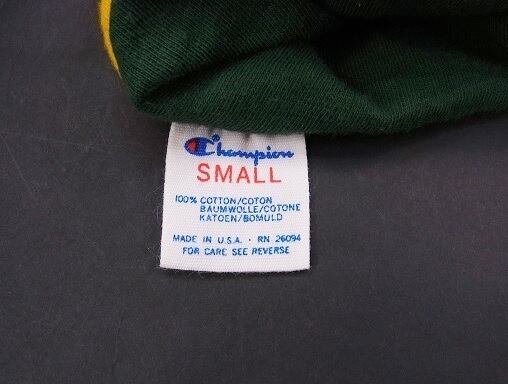 Champion
SMALL
100% COTTON/COTON
BAUMWOLLE/COTONE
KATOEN/BOMULD
MADE IN U.S.A. · RN 26094
FOR CARE SEE REVERSE